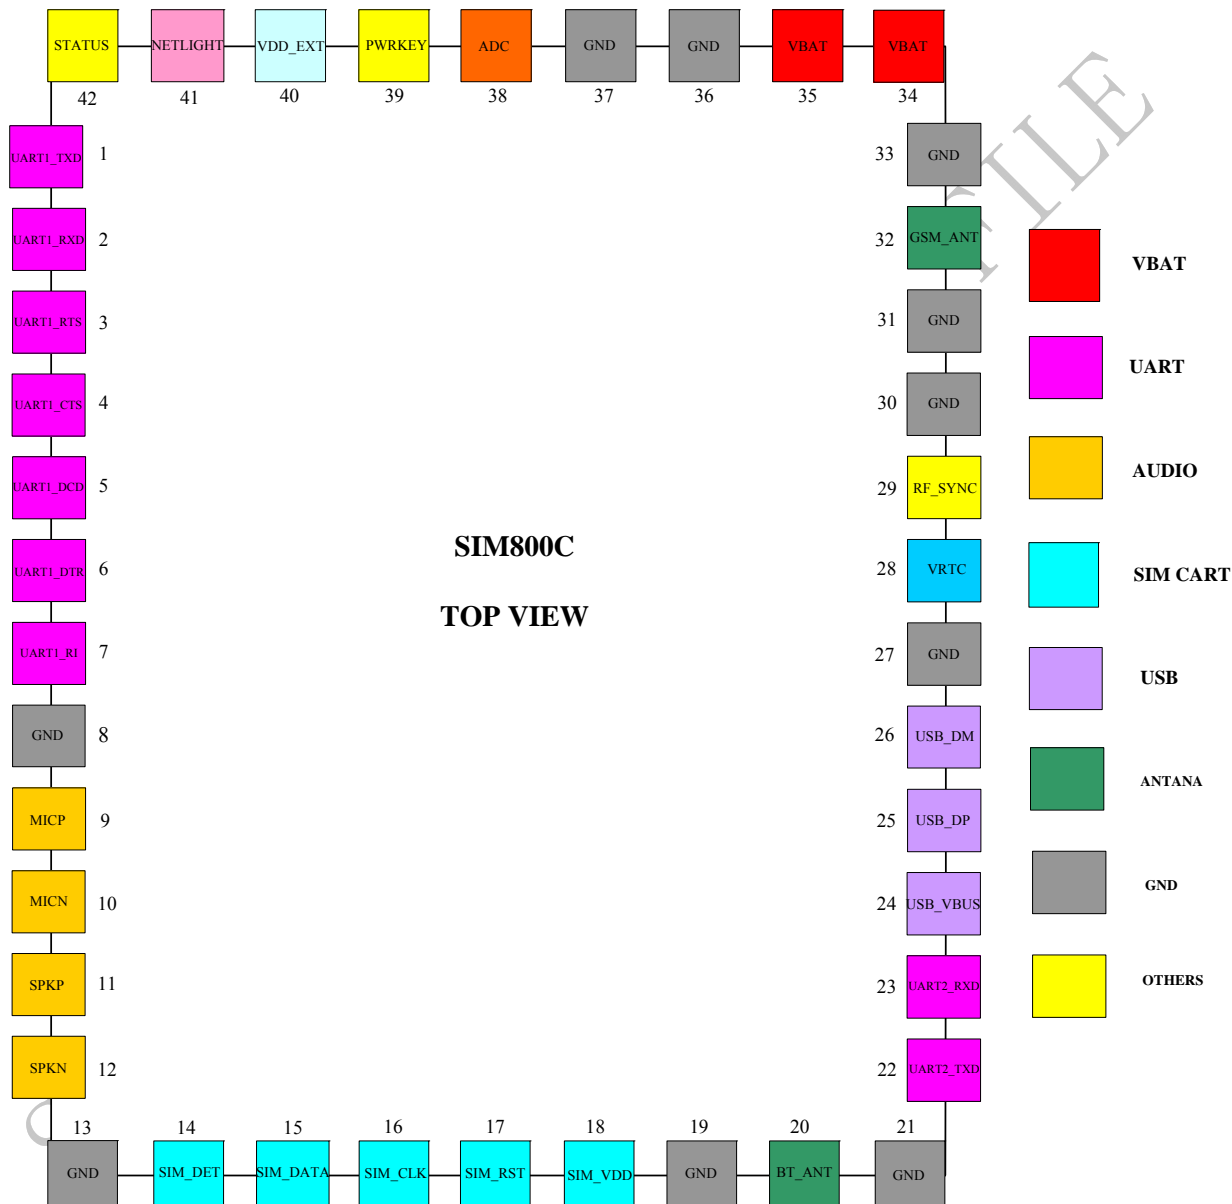 STATUS NETLIGHT VDD_EXT PWRKEY ADC GND GND VBAT VBAT
42 41 40 39 38 37 36 35 34
UART1_TXD 1
UART1_RXD 2
UART1_RTS 3
UART1_CTS 4
UART1_DCD 5
UART1_DTR 6
UART1_RI 7
GND 8
MICP 9
MICN 10
SPKP 11
SPKN 12
SIM800C
TOP VIEW
33 GND
32 GSM_ANT
31 GND
30 GND
29 RF_SYNC
28 VRTC
27 GND
26 USB_DM
25 USB_DP
24 USB_VBUS
23 UART2_RXD
22 UART2_TXD
13 14 15 16 17 18 19 20 21
GND SIM_DET SIM_DATA SIM_CLK SIM_RST SIM_VDD GND BT_ANT GND
VBAT
UART
AUDIO
SIM CART
USB
ANTANA
GND
OTHERS
FILE